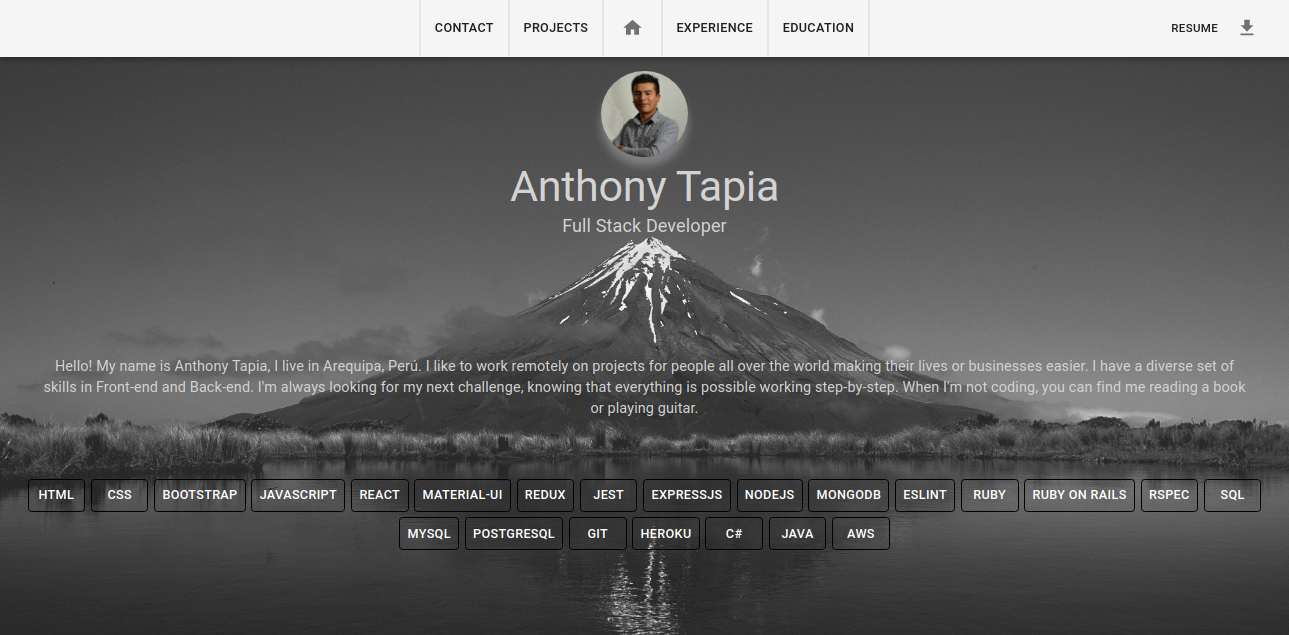 CONTACT PROJECTS EXPERIENCE EDUCATION RESUME
Anthony Tapia
Full Stack Developer
Hello! My name is Anthony Tapia, I live in Arequipa, Perú. I like to work remotely on projects for people all over the world making their lives or businesses easier. I have a diverse set of
skills in Front-end and Back-end. I'm always looking for my next challenge, knowing that everything is possible working step-by-step. When I'm not coding, you can find me reading a book
or playing guitar.
HTML CSS BOOTSTRAP JAVASCRIPT REACT MATERIAL-UI REDUX JEST EXPRESSJS NODEJS MONGODB ESLINT RUBY RUBY ON RAILS RSPEC SQL
MYSQL POSTGRESQL GIT HEROKU C# JAVA AWS